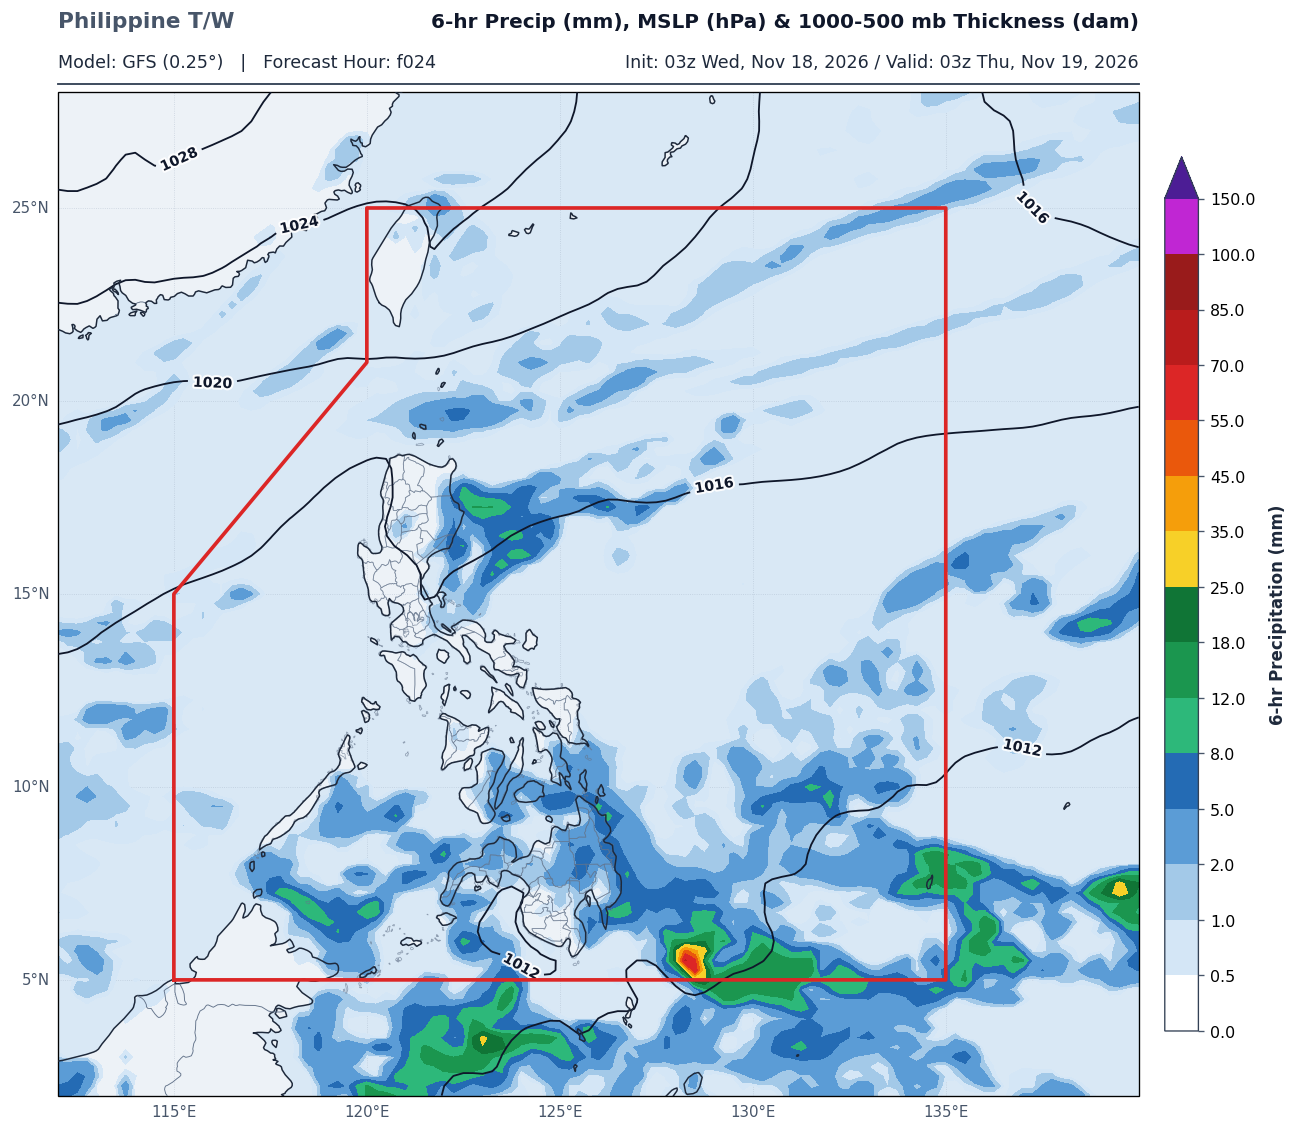 Philippine T/W
6-hr Precip (mm), MSLP (hPa) & 1000-500 mb Thickness (dam)
Model: GFS (0.25°) | Forecast Hour: f024
Init: 03z Wed, Nov 18, 2026 / Valid: 03z Thu, Nov 19, 2026
1028
1024
1020
1016
1016
1012
1012
25°N
20°N
15°N
10°N
5°N
115°E
120°E
125°E
130°E
135°E
150.0
100.0
85.0
70.0
55.0
45.0
35.0
25.0
18.0
12.0
8.0
5.0
2.0
1.0
0.5
0.0
6-hr Precipitation (mm)